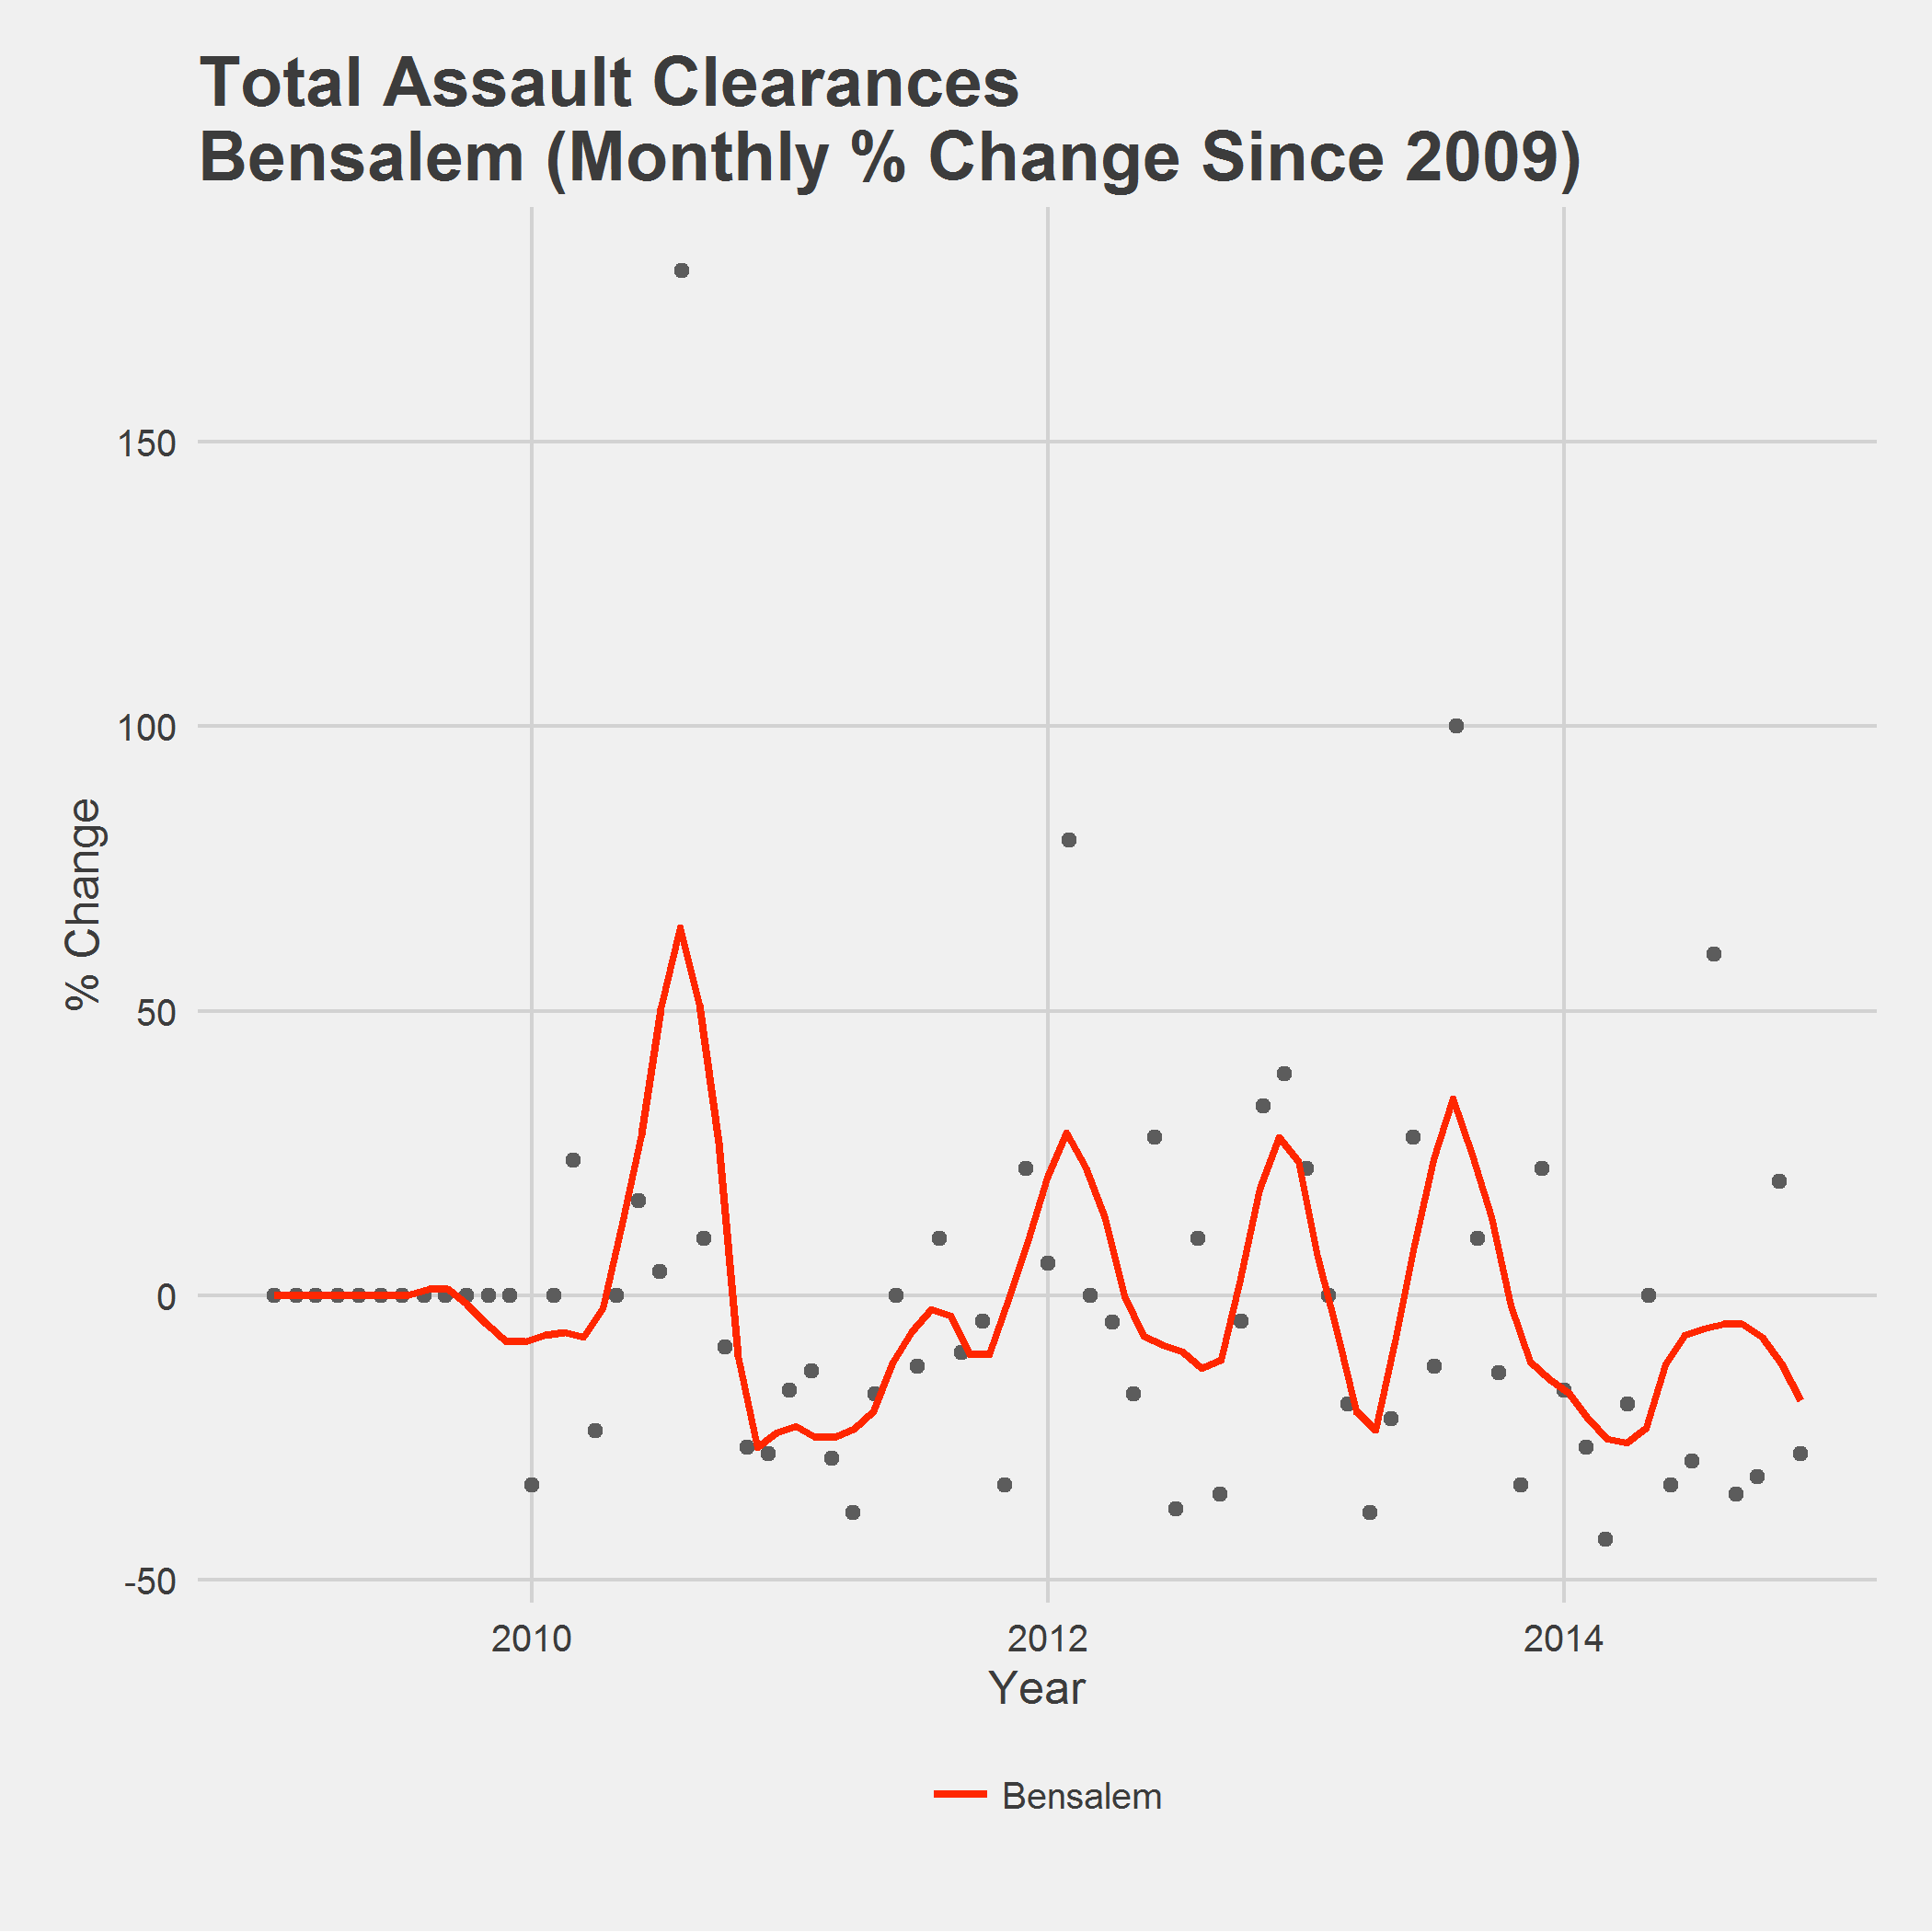 Total Assault Clearances
Bensalem (Monthly % Change Since 2009)
150
100
50
0
-50
% Change
2010 2012 2014
Year
Bensalem